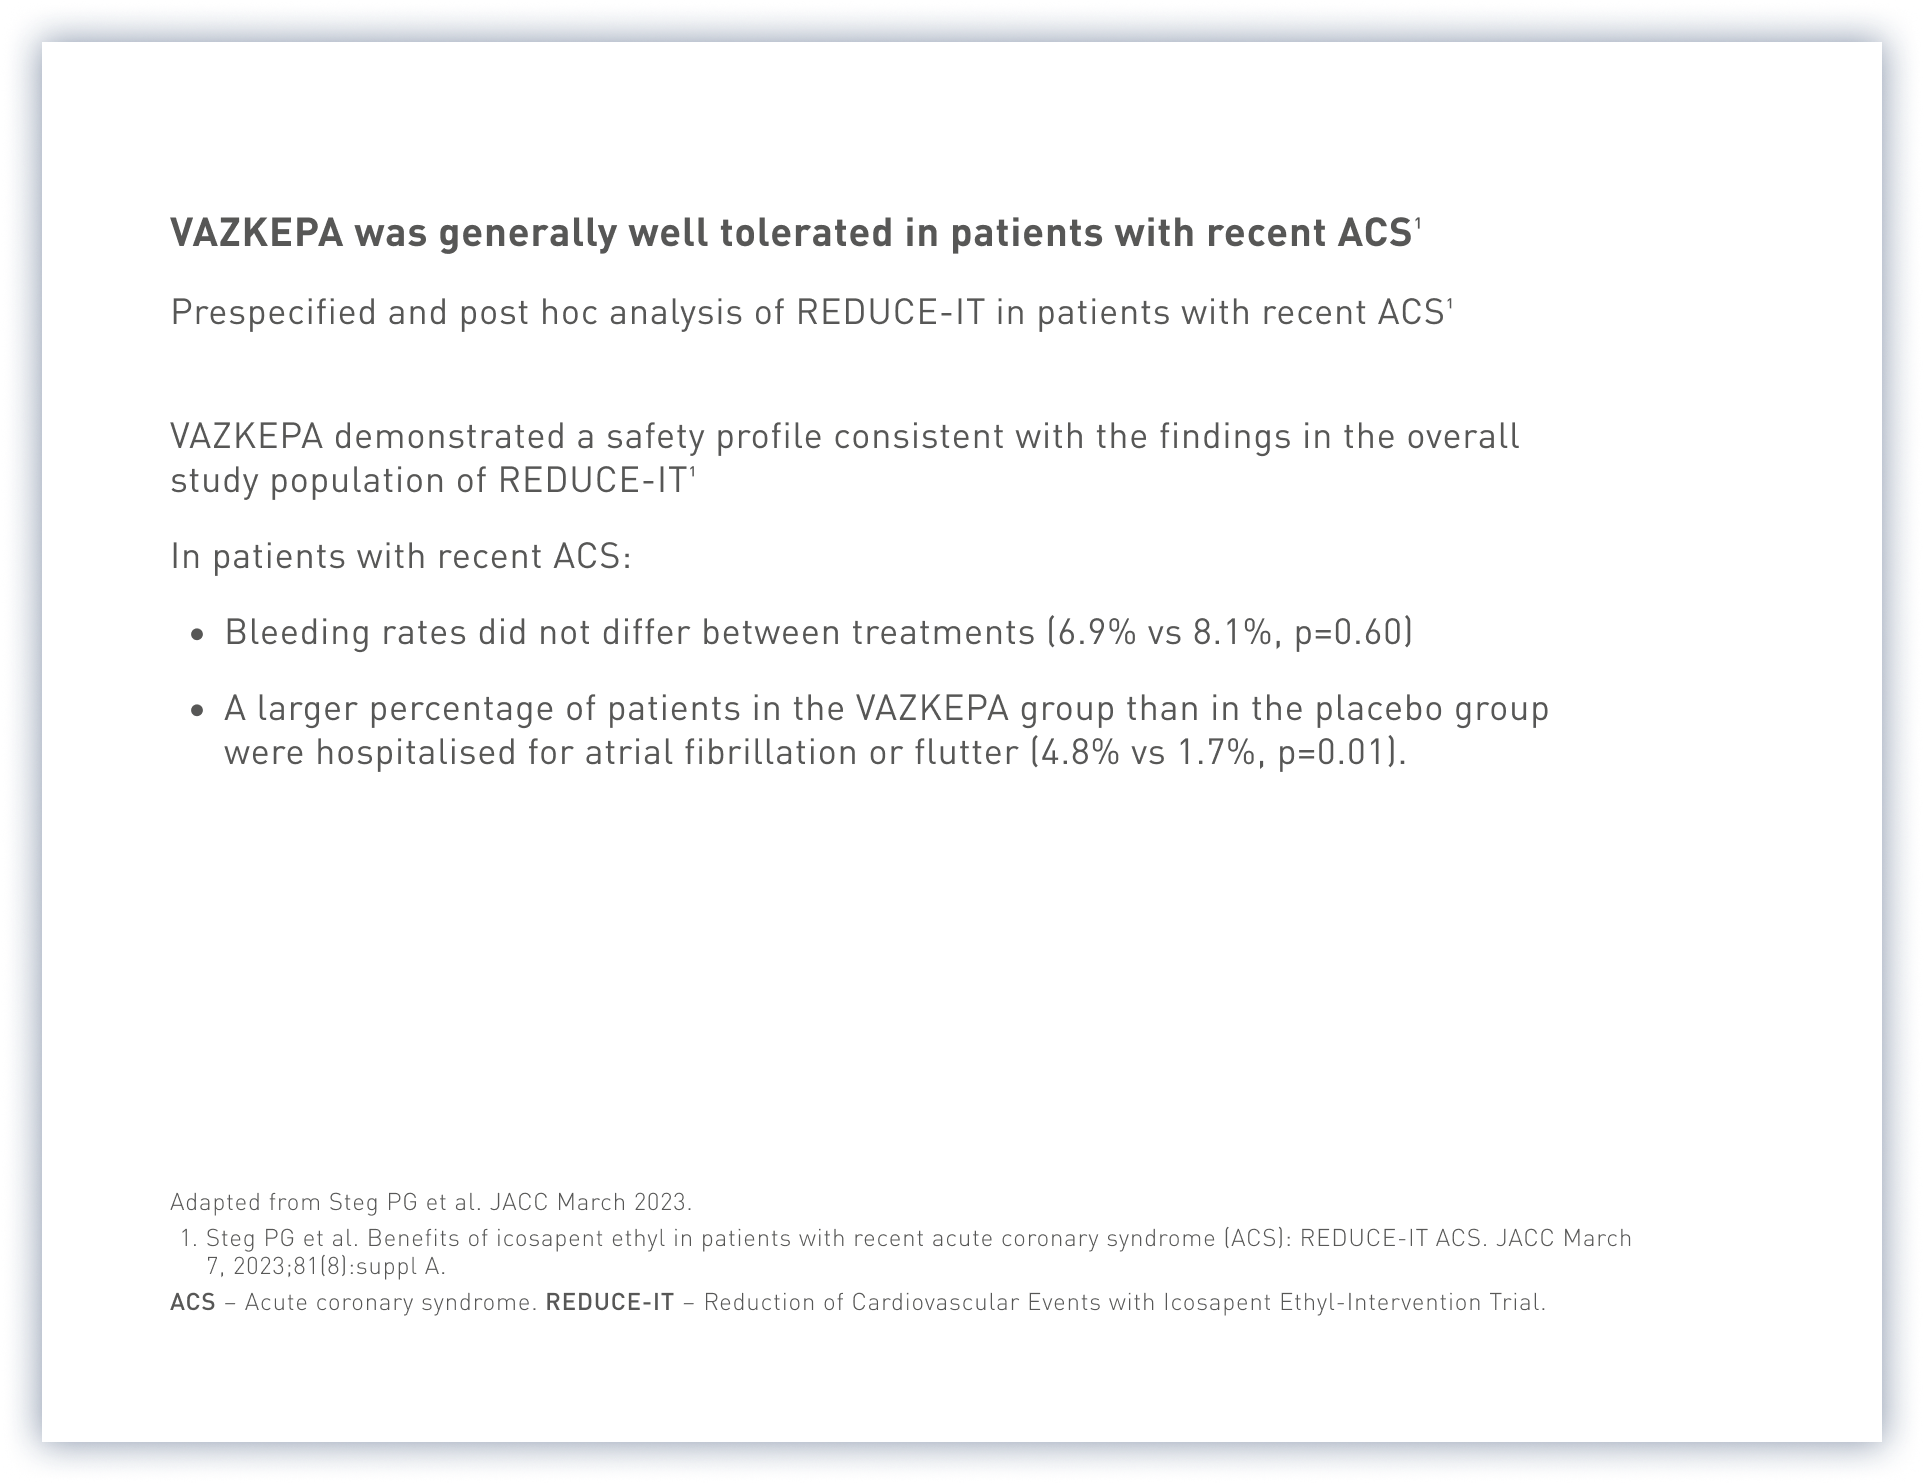 VAZKEPA was generally well tolerated in patients with recent ACS¹
Prespecified and post hoc analysis of REDUCE-IT in patients with recent ACS¹
VAZKEPA demonstrated a safety profile consistent with the findings in the overall
study population of REDUCE-IT¹
In patients with recent ACS:
• Bleeding rates did not differ between treatments (6.9% vs 8.1%, p=0.60)
• A larger percentage of patients in the VAZKEPA group than in the placebo group
were hospitalised for atrial fibrillation or flutter (4.8% vs 1.7%, p=0.01).
Adapted from Steg PG et al. JACC March 2023.
1. Steg PG et al. Benefits of icosapent ethyl in patients with recent acute coronary syndrome (ACS): REDUCE-IT ACS. JACC March
7, 2023;81(8):suppl A.
ACS – Acute coronary syndrome. REDUCE-IT – Reduction of Cardiovascular Events with Icosapent Ethyl-Intervention Trial.